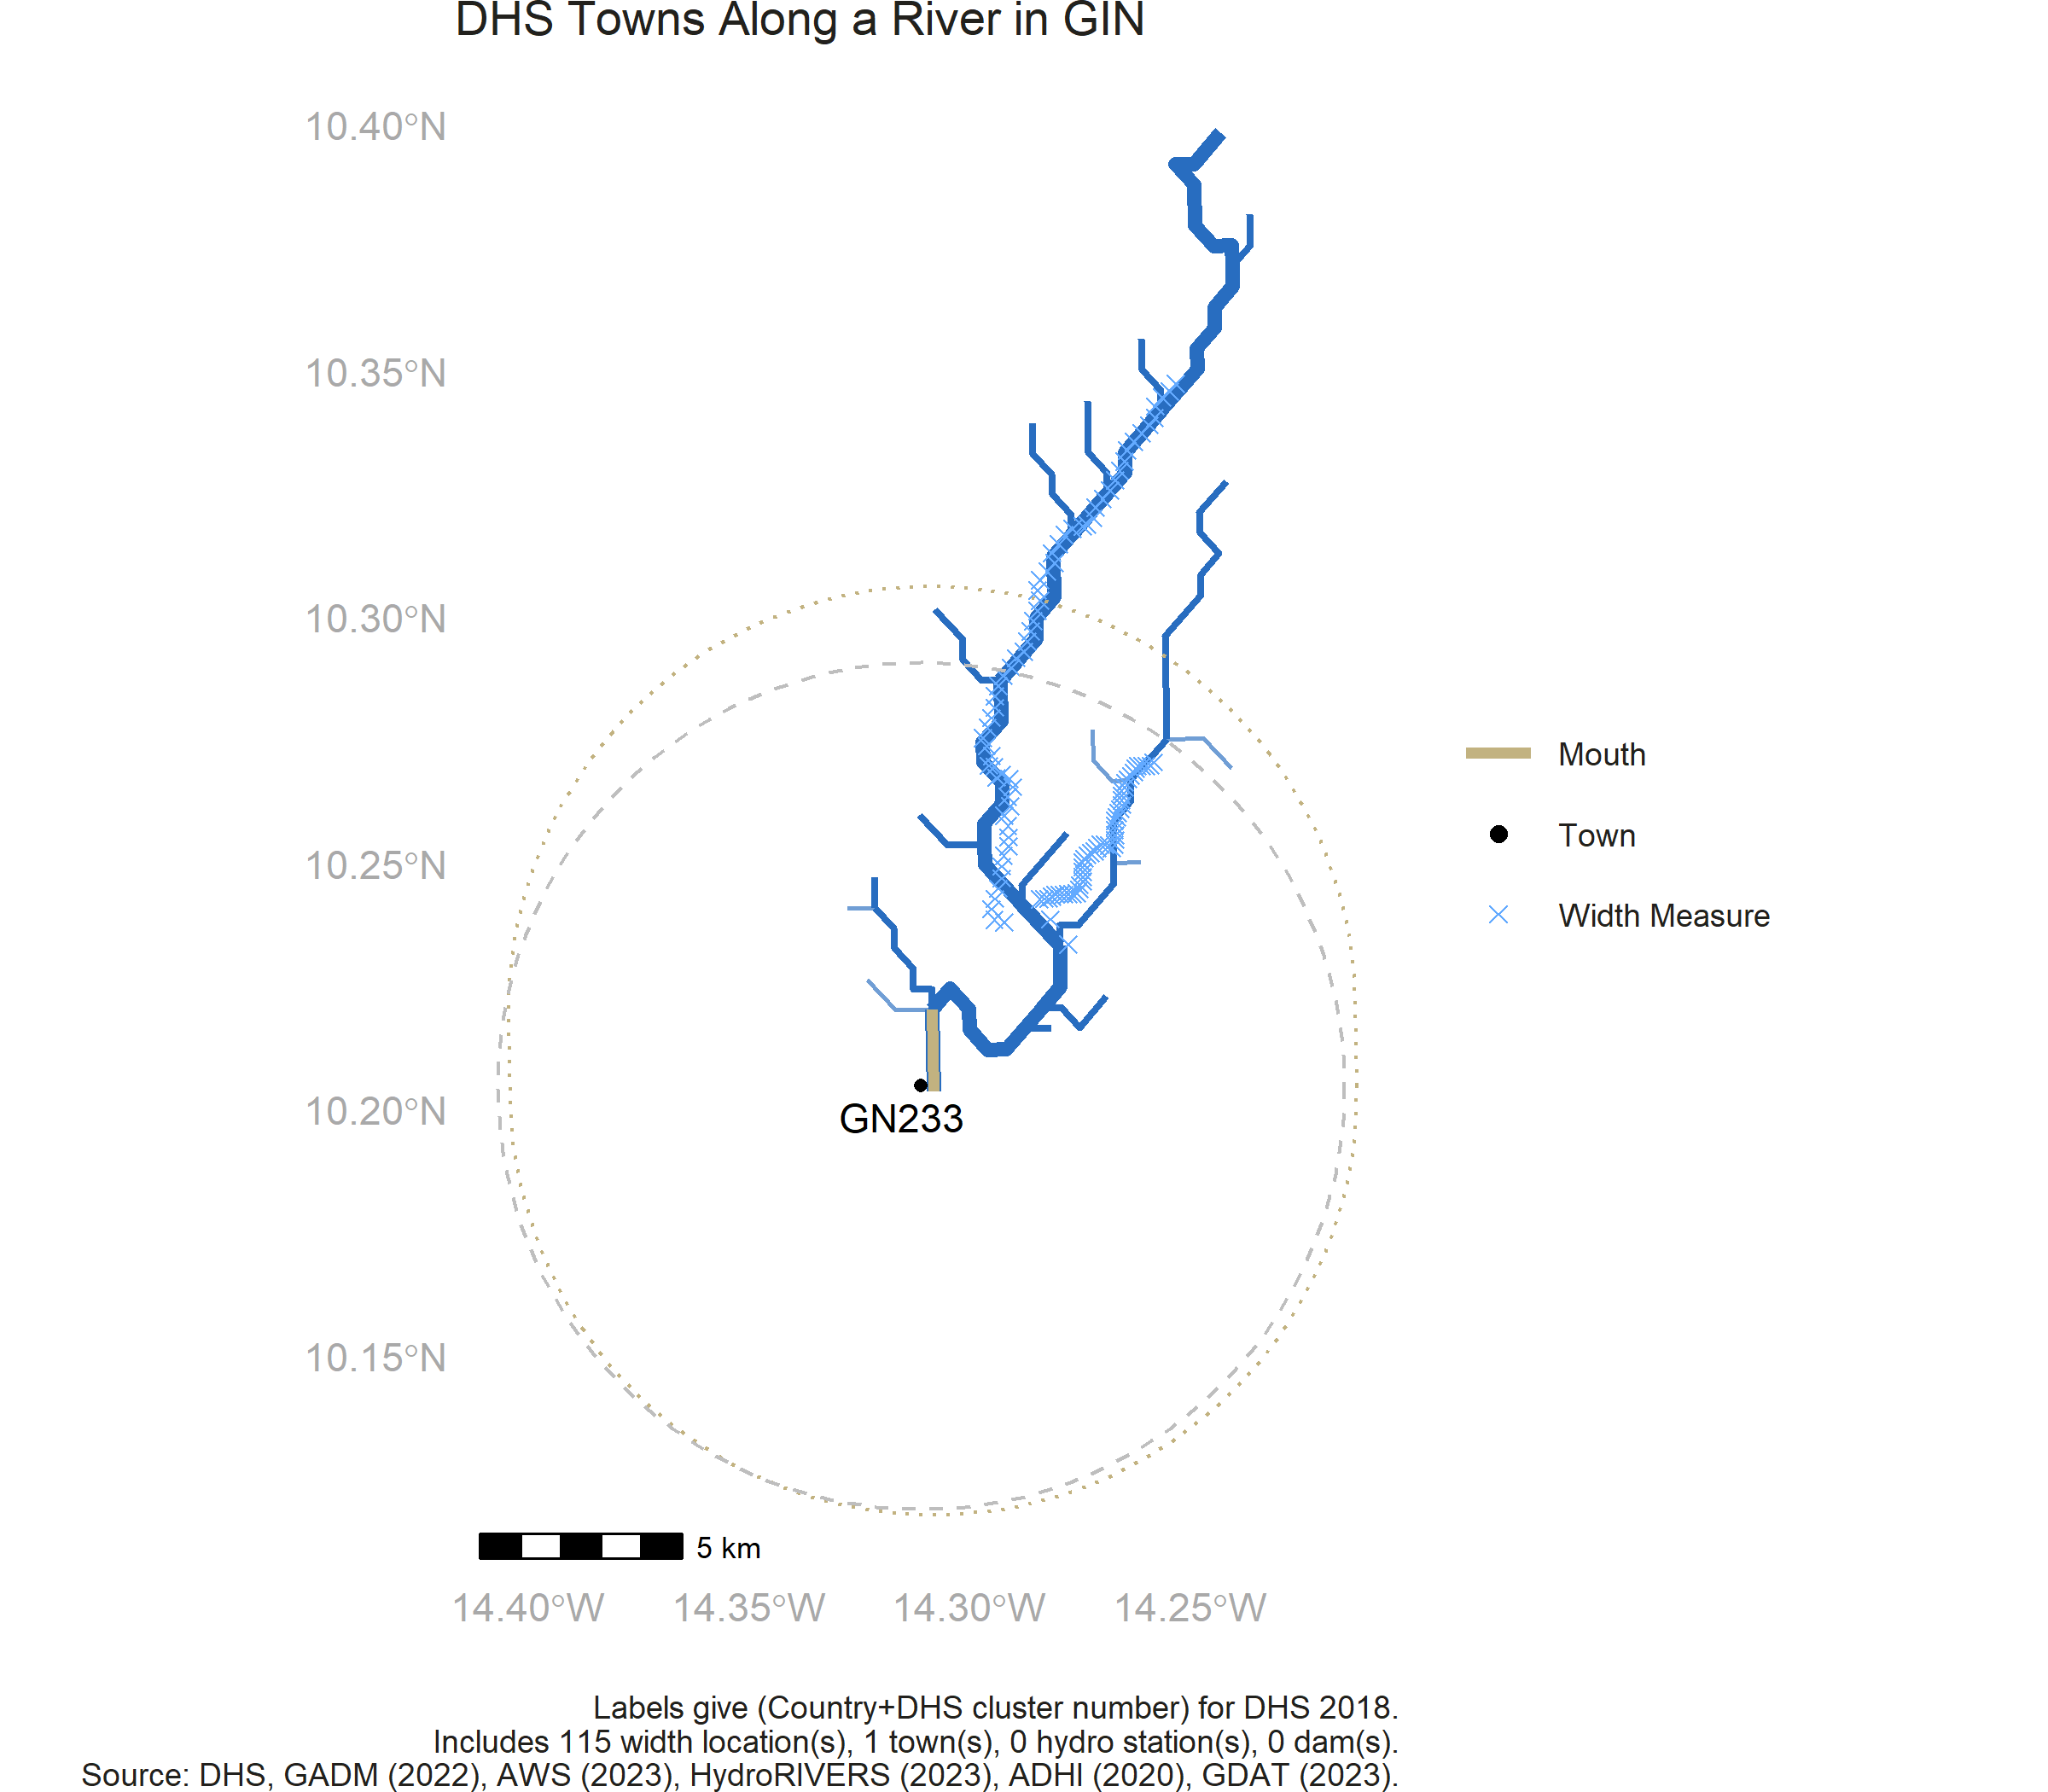 DHS Towns Along a River in GIN
10.40°N
10.35°N
10.30°N
10.25°N
10.20°N
10.15°N
Mouth
Town
Width Measure
GN233
5 km
14.40°W
14.35°W
14.30°W
14.25°W
Labels give (Country+DHS cluster number) for DHS 2018.
Includes 115 width location(s), 1 town(s), 0 hydro station(s), 0 dam(s).
Source: DHS, GADM (2022), AWS (2023), HydroRIVERS (2023), ADHI (2020), GDAT (2023).